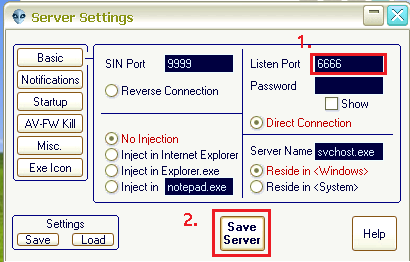 Server Settings
1.
Basic
Notifications
Startup
AV-FW Kill
Misc.
Exe Icon
SIN Port 9999
Reverse Connection
Listen Port 6666
Password
Show
Direct Connection
No Injection
Inject in Internet Explorer
Inject in Explorer.exe
Inject in notepad.exe
Server Name svchost.exe
Reside in <Windows>
Reside in <System>
Settings
Save Load
2.
Save
Server
Help